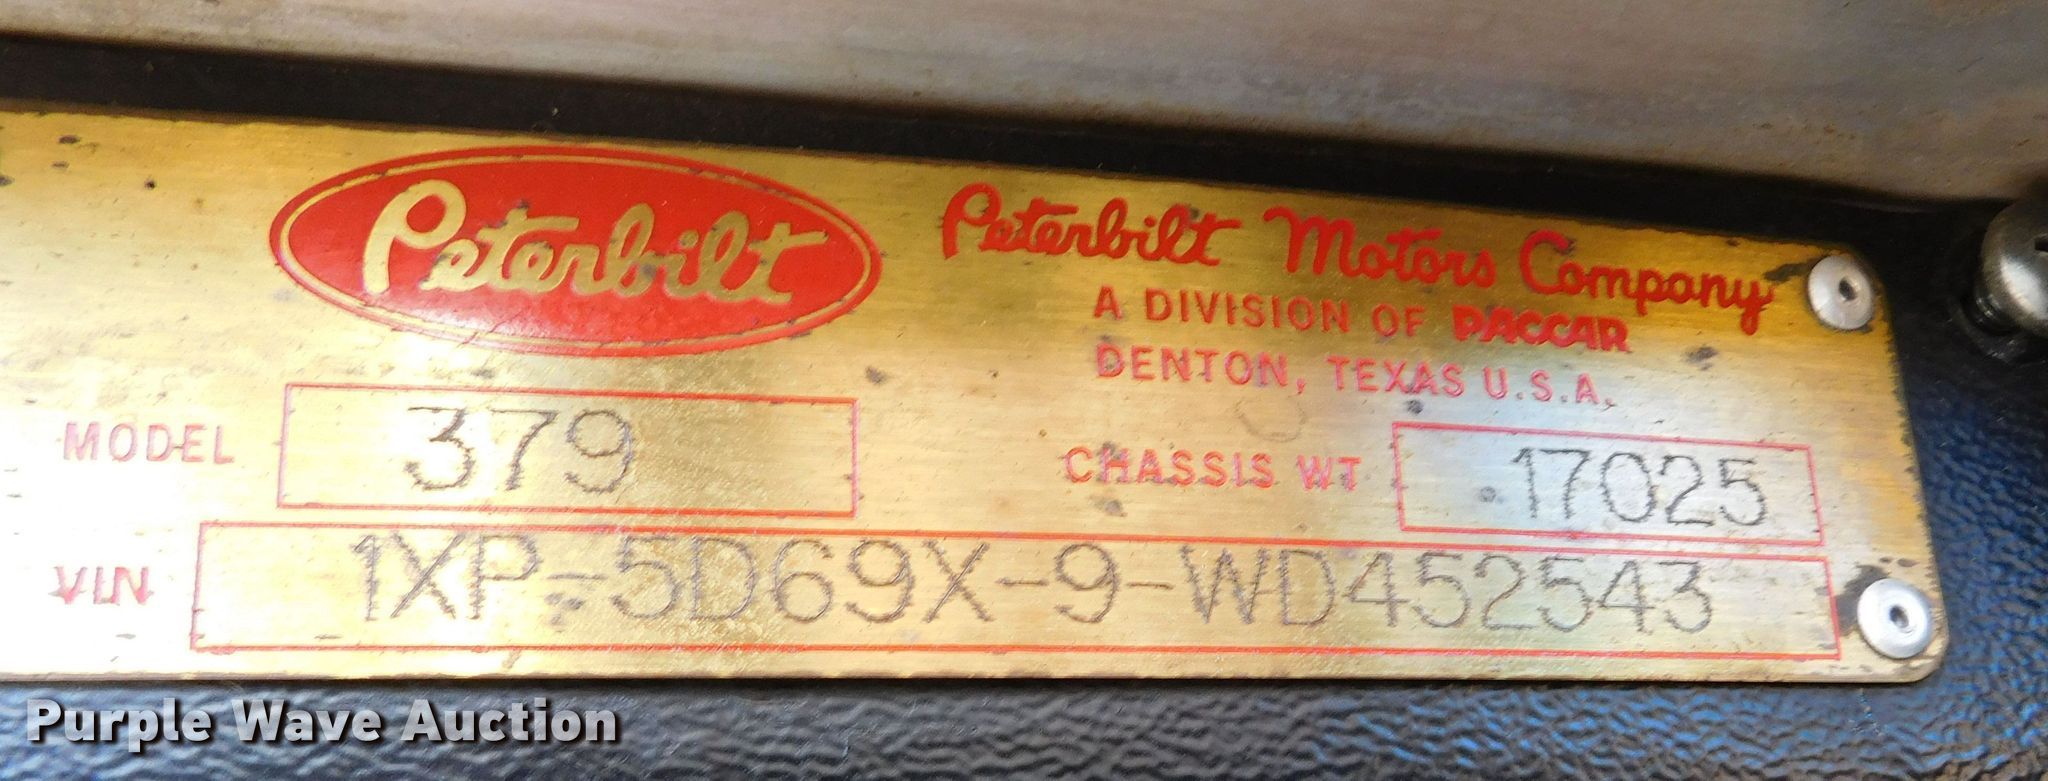 Peterbilt
Peterbilt Motors Company
A DIVISION OF PACCAR
DENTON, TEXAS U.S.A.
MODEL 379
CHASSIS WT 17025
VIN 1XP-5D69X-9-WD452543
Purple Wave Auction